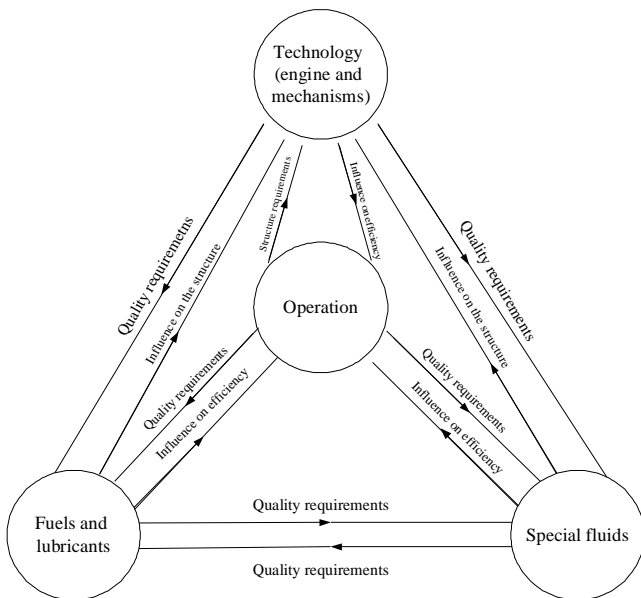 Technology
(engine and
mechanisms)
Quality requiremetns
Influence on the structure
Structure requirements
Influence on efficiency
Influence on the structure
Quality requirements
Operation
Quality requirements
Influence on efficiency
Quality requirements
Influence on efficiency
Fuels and
lubricants
Quality requirements
Quality requirements
Special fluids